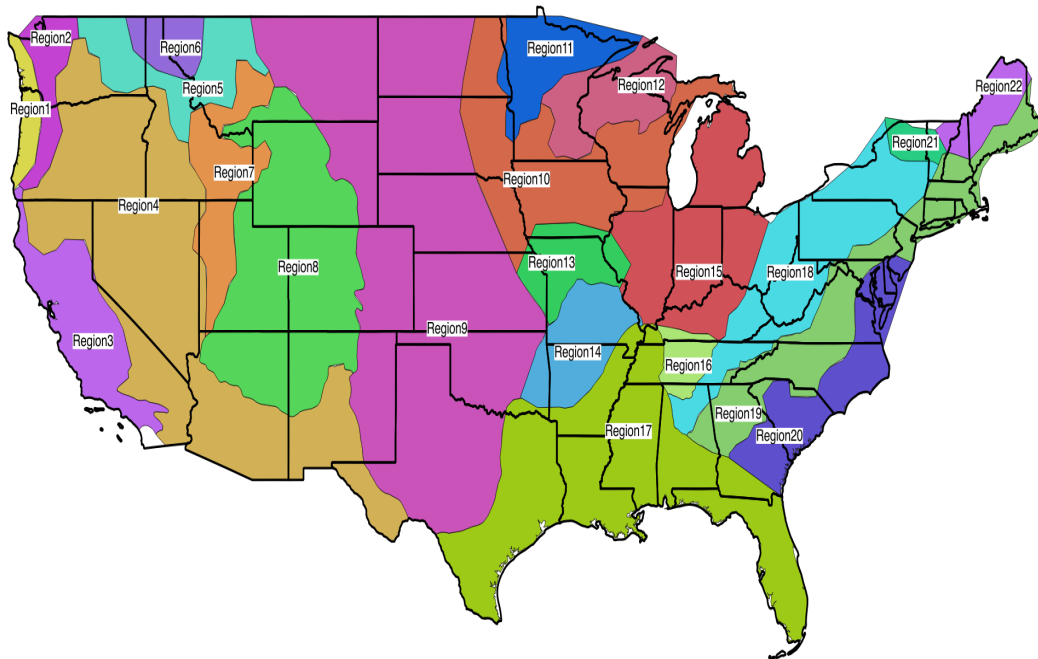 Region1
Region2
Region3
Region4
Region5
Region6
Region7
Region8
Region9
Region10
Region11
Region12
Region13
Region14
Region15
Region16
Region17
Region18
Region19
Region20
Region21
Region22